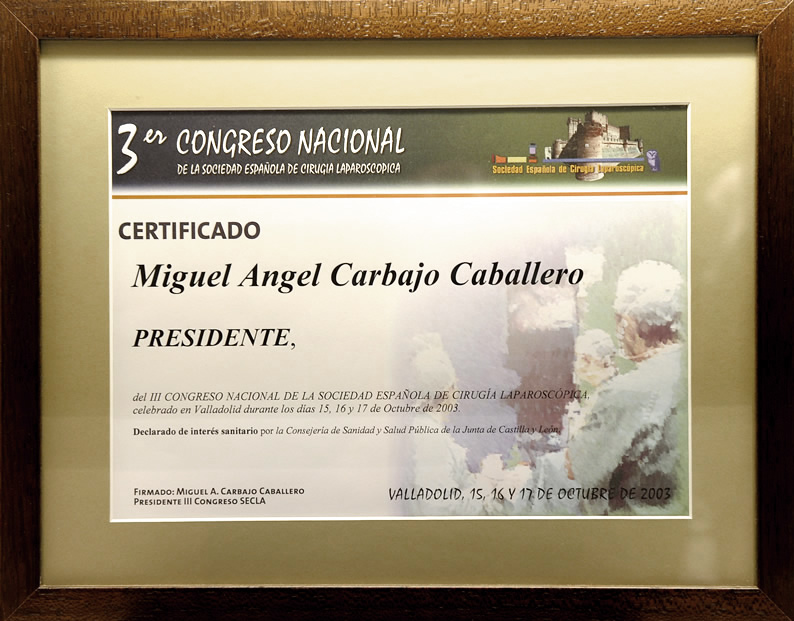 3er CONGRESO NACIONAL
DE LA SOCIEDAD ESPAÑOLA DE CIRUGIA LAPAROSCOPICA
Sociedad Española de Cirugía Laparoscópica
CERTIFICADO
Miguel Angel Carbajo Caballero
PRESIDENTE,
del III CONGRESO NACIONAL DE LA SOCIEDAD ESPAÑOLA DE CIRUGÍA LAPAROSCÓPICA,
celebrado en Valladolid durante los días 15, 16 y 17 de Octubre de 2003.
Declarado de interés sanitario por la Consejería de Sanidad y Salud Pública de la Junta de Castilla y León.
FIRMADO: MIGUEL A. CARBAJO CABALLERO
PRESIDENTE III CONGRESO SECLA
VALLADOLID, 15, 16 Y 17 DE OCTUBRE DE 2003